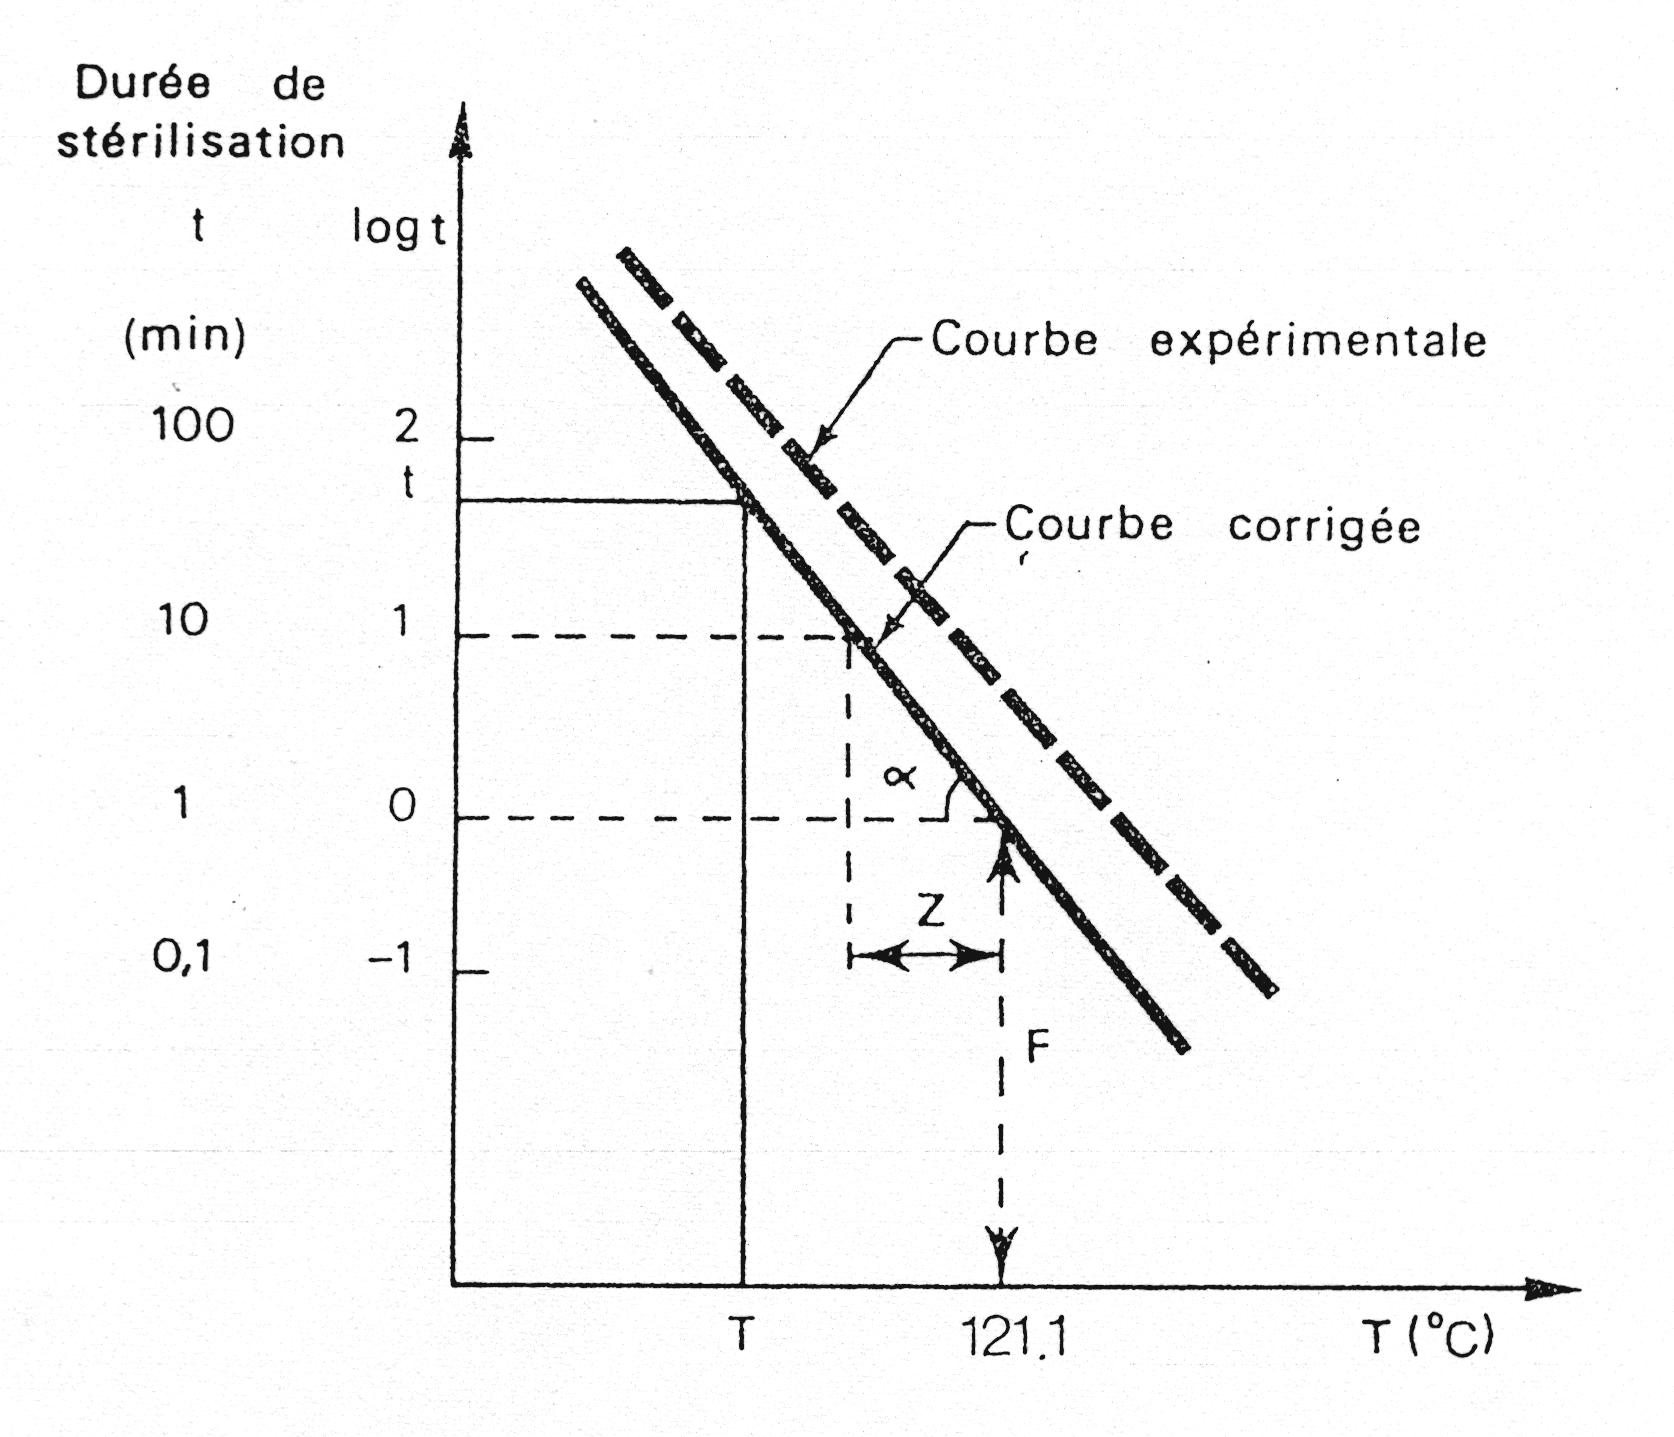 Durée de
stérilisation
t log t
(min)
Courbe expérimentale
100 2
t
Courbe corrigée
10 1
α
1 0
Z
0,1 -1
F
T 121.1 T (°C)